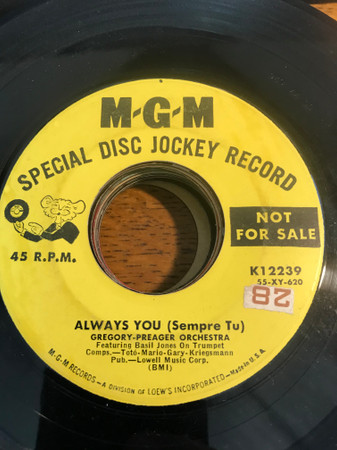 M-G-M
SPECIAL DISC JOCKEY RECORD
NOT
FOR SALE
45 R.P.M.
K12239
55-XY-620
28
ALWAYS YOU (Sempre Tu)
GREGORY-PREAGER ORCHESTRA
Featuring Basil Jones On Trumpet
Comps.—Toto-Mario-Gary-Kriegsmann
Pub.—Lowell Music Corp.
(BMI)
M-G-M RECORDS—A DIVISION OF LOEW'S INCORPORATED—Made in U.S.A.